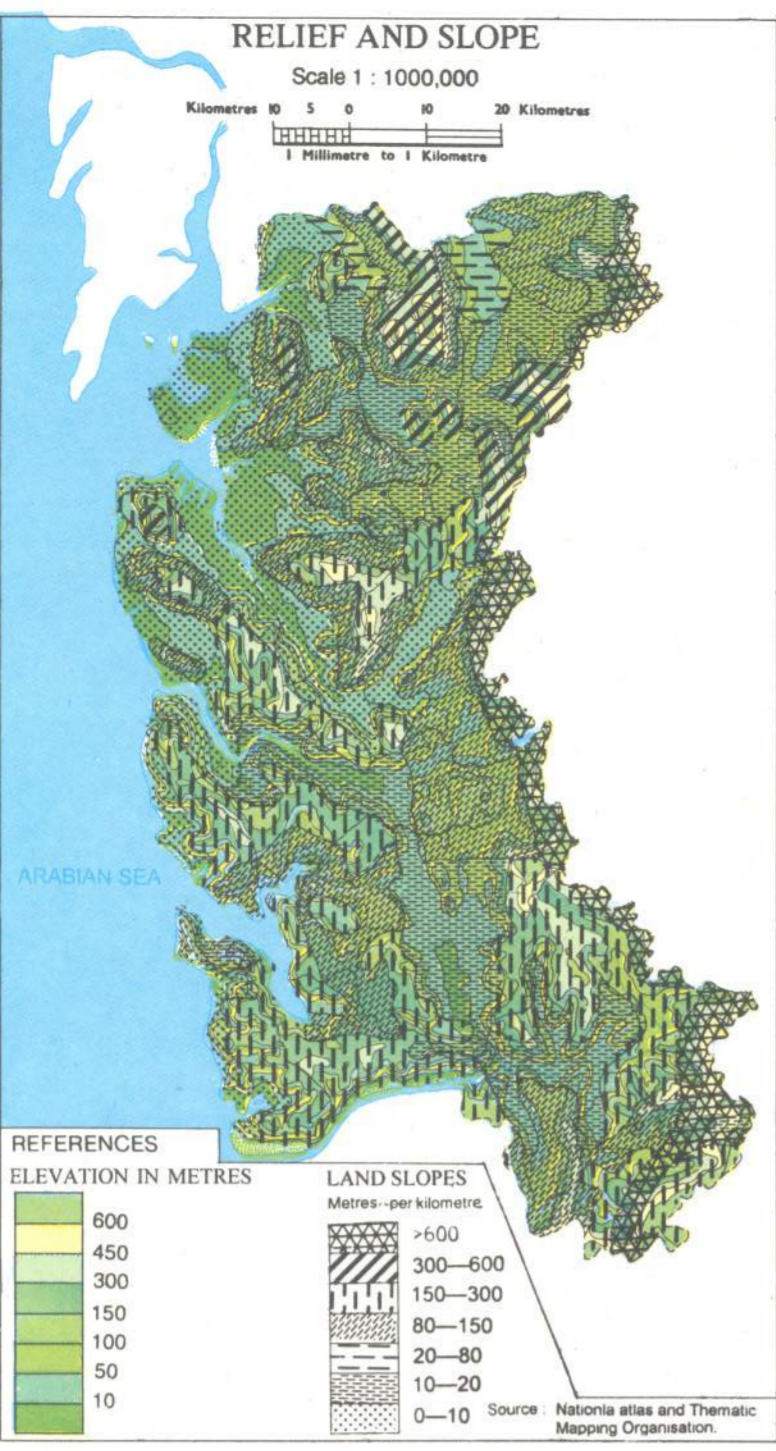 RELIEF AND SLOPE
Scale 1 : 1000,000
Kilometres 10 5 0 10 20 Kilometres
1 Millimetre to 1 Kilometre
ARABIAN SEA
REFERENCES
ELEVATION IN METRES
600
450
300
150
100
50
10
LAND SLOPES
Metres--per kilometre
>600
300—600
150—300
80—150
20—80
10—20
0—10
Source : Nationla atlas and Thematic
Mapping Organisation.